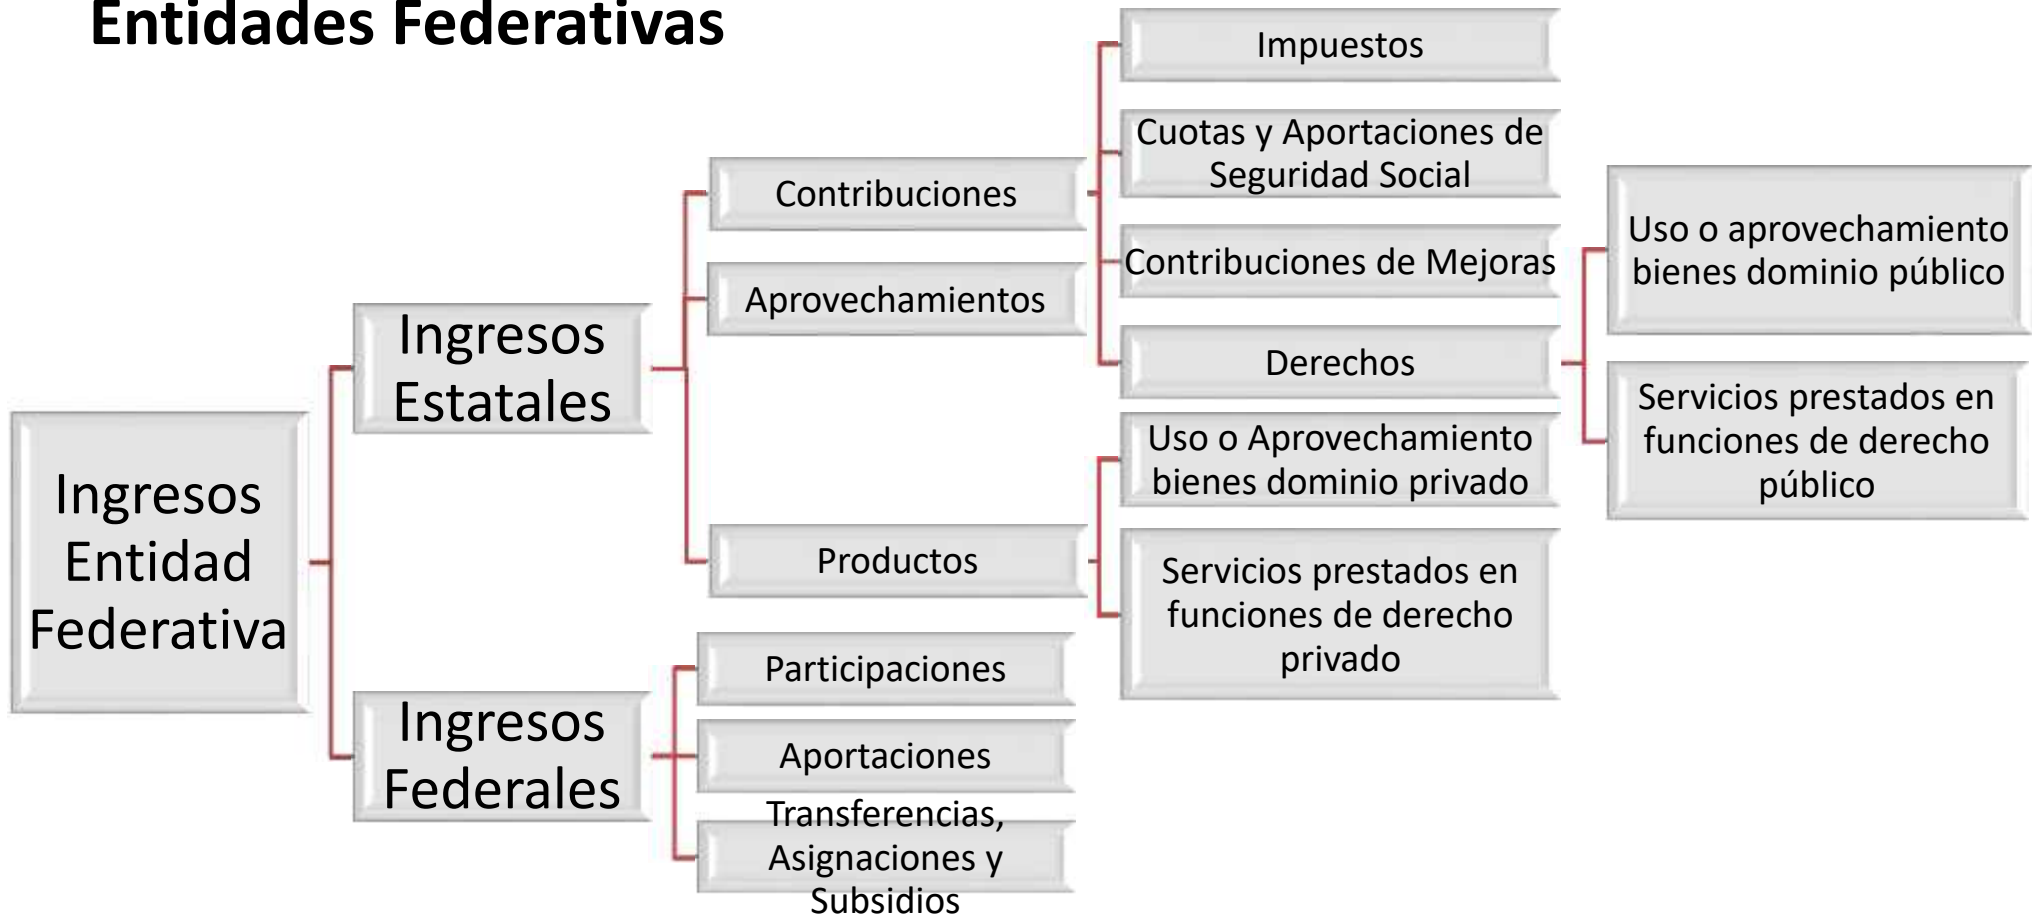 Entidades Federativas
Ingresos
Entidad
Federativa
Ingresos
Estatales
Contribuciones
Impuestos
Cuotas y Aportaciones de
Seguridad Social
Contribuciones de Mejoras
Derechos
Uso o aprovechamiento
bienes dominio público
Servicios prestados en
funciones de derecho
público
Aprovechamientos
Productos
Uso o Aprovechamiento
bienes dominio privado
Servicios prestados en
funciones de derecho
privado
Ingresos
Federales
Participaciones
Aportaciones
Transferencias,
Asignaciones y
Subsidios